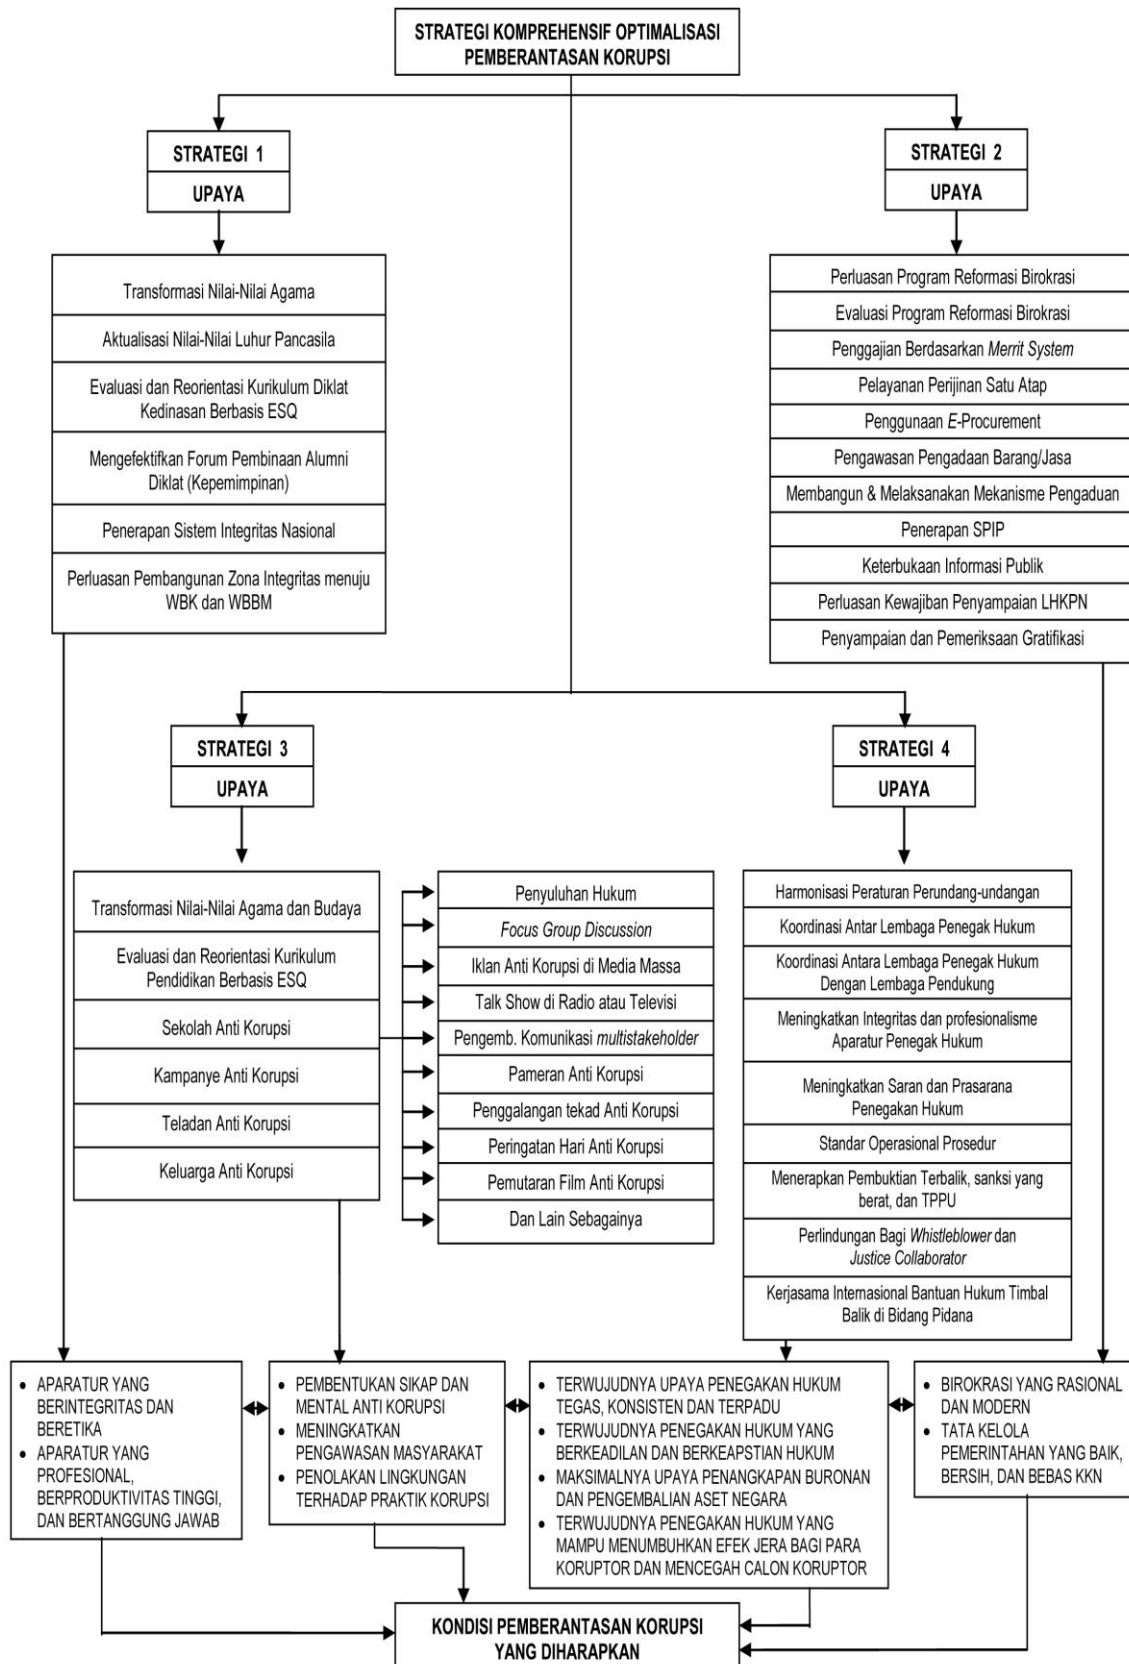 STRATEGI KOMPREHENSIF OPTIMALISASI
PEMBERANTASAN KORUPSI
STRATEGI 1
UPAYA
STRATEGI 2
UPAYA
Transformasi Nilai-Nilai Agama
Aktualisasi Nilai-Nilai Luhur Pancasila
Evaluasi dan Reorientasi Kurikulum Diklat
Kedinasan Berbasis ESQ
Mengefektifkan Forum Pembinaan Alumni
Diklat (Kepemimpinan)
Penerapan Sistem Integritas Nasional
Perluasan Pembangunan Zona Integritas menuju
WBK dan WBBM
Perluasan Program Reformasi Birokrasi
Evaluasi Program Reformasi Birokrasi
Penggajian Berdasarkan Merrit System
Pelayanan Perijinan Satu Atap
Penggunaan E-Procurement
Pengawasan Pengadaan Barang/Jasa
Membangun & Melaksanakan Mekanisme Pengaduan
Penerapan SPIP
Keterbukaan Informasi Publik
Perluasan Kewajiban Penyampaian LHKPN
Penyampaian dan Pemeriksaan Gratifikasi
STRATEGI 3
UPAYA
STRATEGI 4
UPAYA
Transformasi Nilai-Nilai Agama dan Budaya
Evaluasi dan Reorientasi Kurikulum
Pendidikan Berbasis ESQ
Sekolah Anti Korupsi
Kampanye Anti Korupsi
Teladan Anti Korupsi
Keluarga Anti Korupsi
Penyuluhan Hukum
Focus Group Discussion
Iklan Anti Korupsi di Media Massa
Talk Show di Radio atau Televisi
Pengemb. Komunikasi multistakeholder
Pameran Anti Korupsi
Penggalangan tekad Anti Korupsi
Peringatan Hari Anti Korupsi
Pemutaran Film Anti Korupsi
Dan Lain Sebagainya
Harmonisasi Peraturan Perundang-undangan
Koordinasi Antar Lembaga Penegak Hukum
Koordinasi Antara Lembaga Penegak Hukum
Dengan Lembaga Pendukung
Meningkatkan Integritas dan profesionalisme
Aparatur Penegak Hukum
Meningkatkan Saran dan Prasarana
Penegakan Hukum
Standar Operasional Prosedur
Menerapkan Pembuktian Terbalik, sanksi yang
berat, dan TPPU
Perlindungan Bagi Whistleblower dan
Justice Collaborator
Kerjasama Internasional Bantuan Hukum Timbal
Balik di Bidang Pidana
• APARATUR YANG
BERINTEGRITAS DAN
BERETIKA
• APARATUR YANG
PROFESIONAL,
BERPRODUKTIVITAS TINGGI,
DAN BERTANGGUNG JAWAB
• PEMBENTUKAN SIKAP DAN
MENTAL ANTI KORUPSI
• MENINGKATKAN
PENGAWASAN MASYARAKAT
• PENOLAKAN LINGKUNGAN
TERHADAP PRAKTIK KORUPSI
• TERWUJUDNYA UPAYA PENEGAKAN HUKUM
TEGAS, KONSISTEN DAN TERPADU
• TERWUJUDNYA PENEGAKAN HUKUM YANG
BERKEADILAN DAN BERKEAPSTIAN HUKUM
• MAKSIMALNYA UPAYA PENANGKAPAN BURONAN
DAN PENGEMBALIAN ASET NEGARA
• TERWUJUDNYA PENEGAKAN HUKUM YANG
MAMPU MENUMBUHKAN EFEK JERA BAGI PARA
KORUPTOR DAN MENCEGAH CALON KORUPTOR
• BIROKRASI YANG RASIONAL
DAN MODERN
• TATA KELOLA
PEMERINTAHAN YANG BAIK,
BERSIH, DAN BEBAS KKN
KONDISI PEMBERANTASAN KORUPSI
YANG DIHARAPKAN